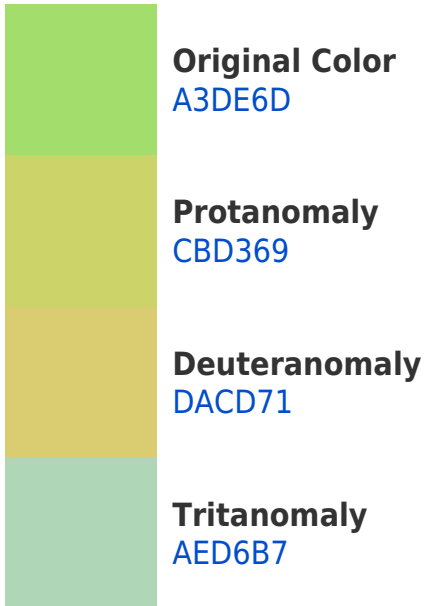 Original Color
A3DE6D
Protanomaly
CBD369
Deuteranomaly
DACD71
Tritanomaly
AED6B7